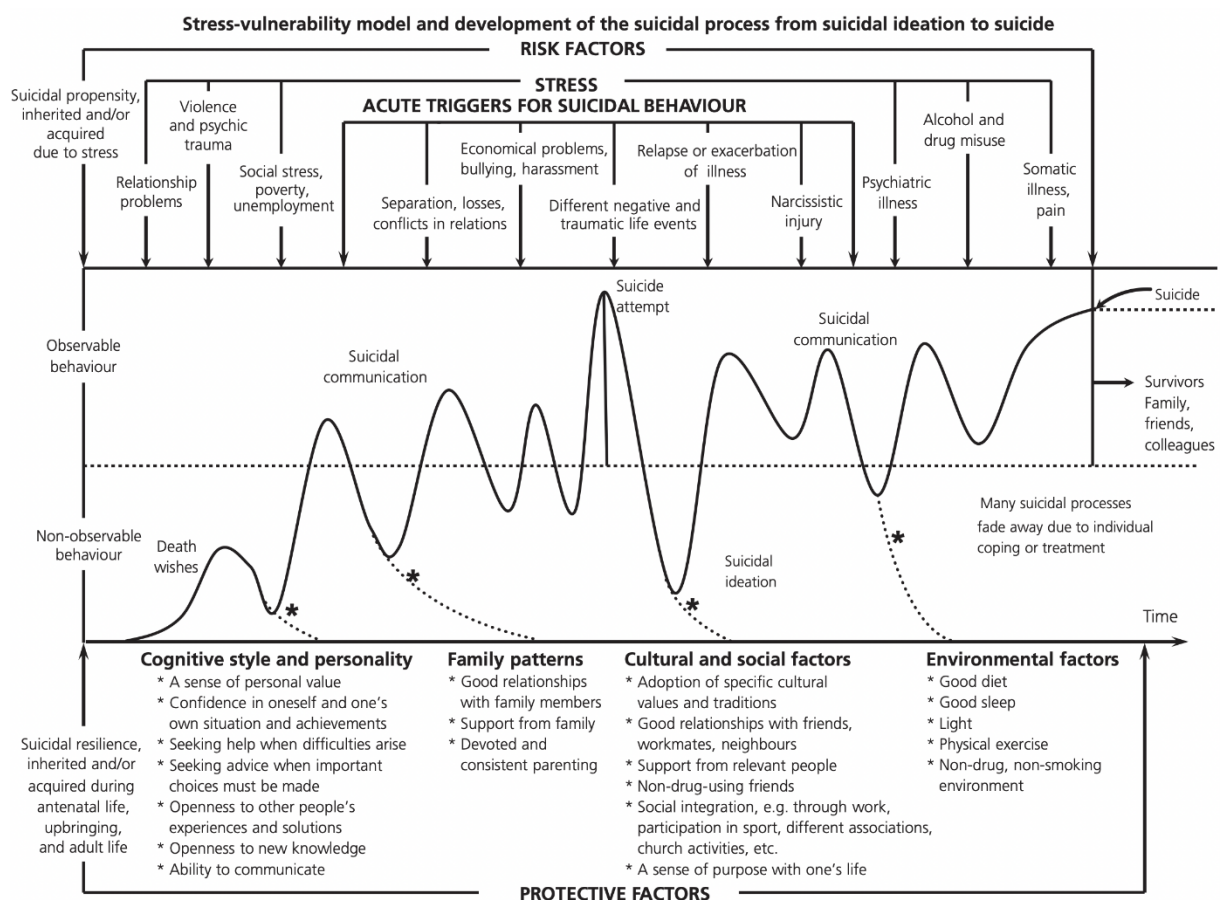 Stress-vulnerability model and development of the suicidal process from suicidal ideation to suicide
RISK FACTORS
STRESS
ACUTE TRIGGERS FOR SUICIDAL BEHAVIOUR
Suicidal propensity,
inherited and/or
acquired
due to stress
Relationship
problems
Violence
and psychic
trauma
Social stress,
poverty,
unemployment
Separation, losses,
conflicts in relations
Economical problems,
bullying, harassment
Different negative and
traumatic life events
Relapse or exacerbation
of illness
Narcissistic
injury
Psychiatric
illness
Alcohol and
drug misuse
Somatic
illness,
pain
Observable
behaviour
Non-observable
behaviour
Death
wishes
Suicidal
communication
Suicide
attempt
Suicidal
ideation
Suicidal
communication
Suicide
Survivors
Family,
friends,
colleagues
Many suicidal processes
fade away due to individual
coping or treatment
*
*
*
*
Time
Suicidal resilience,
inherited and/or
acquired during
antenatal life,
upbringing,
and adult life
Cognitive style and personality
* A sense of personal value
* Confidence in oneself and one's
own situation and achievements
* Seeking help when difficulties arise
* Seeking advice when important
choices must be made
* Openness to other people's
experiences and solutions
* Openness to new knowledge
* Ability to communicate
Family patterns
* Good relationships
with family members
* Support from family
* Devoted and
consistent parenting
Cultural and social factors
* Adoption of specific cultural
values and traditions
* Good relationships with friends,
workmates, neighbours
* Support from relevant people
* Non-drug-using friends
* Social integration, e.g. through work,
participation in sport, different associations,
church activities, etc.
* A sense of purpose with one's life
Environmental factors
* Good diet
* Good sleep
* Light
* Physical exercise
* Non-drug, non-smoking
environment
PROTECTIVE FACTORS